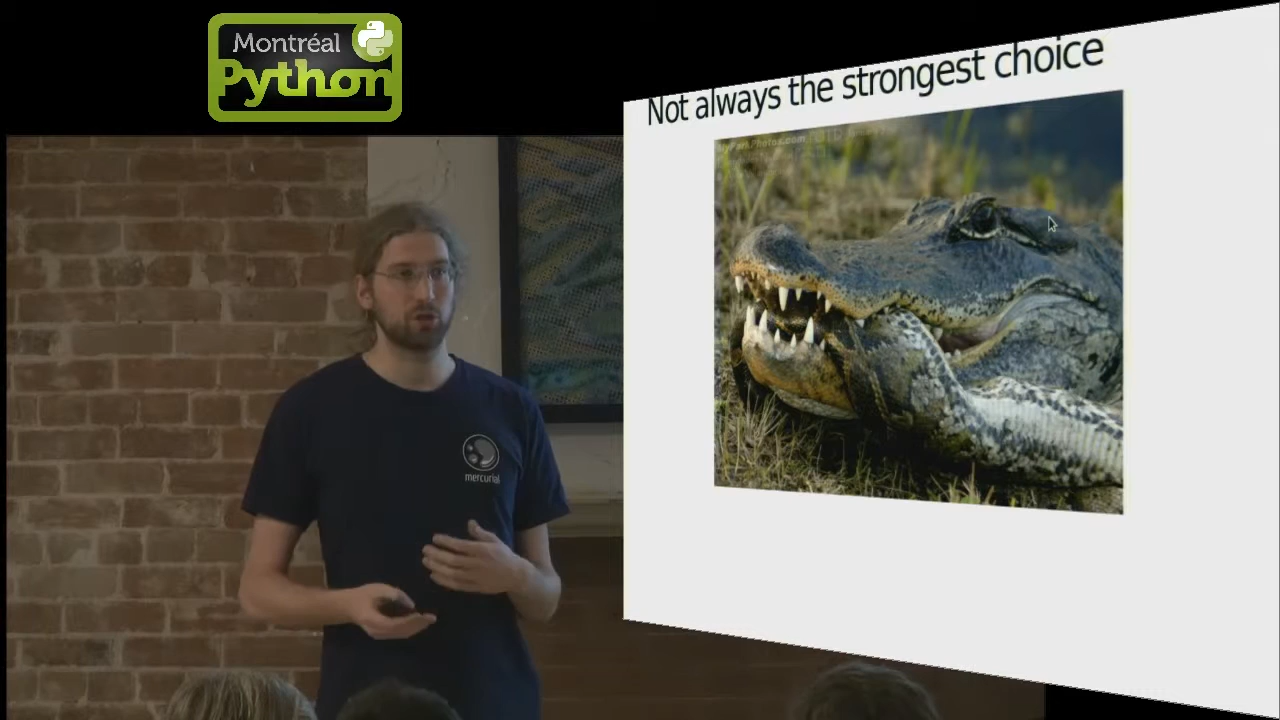 Montréal
Python
Not always the strongest choice
mercurial